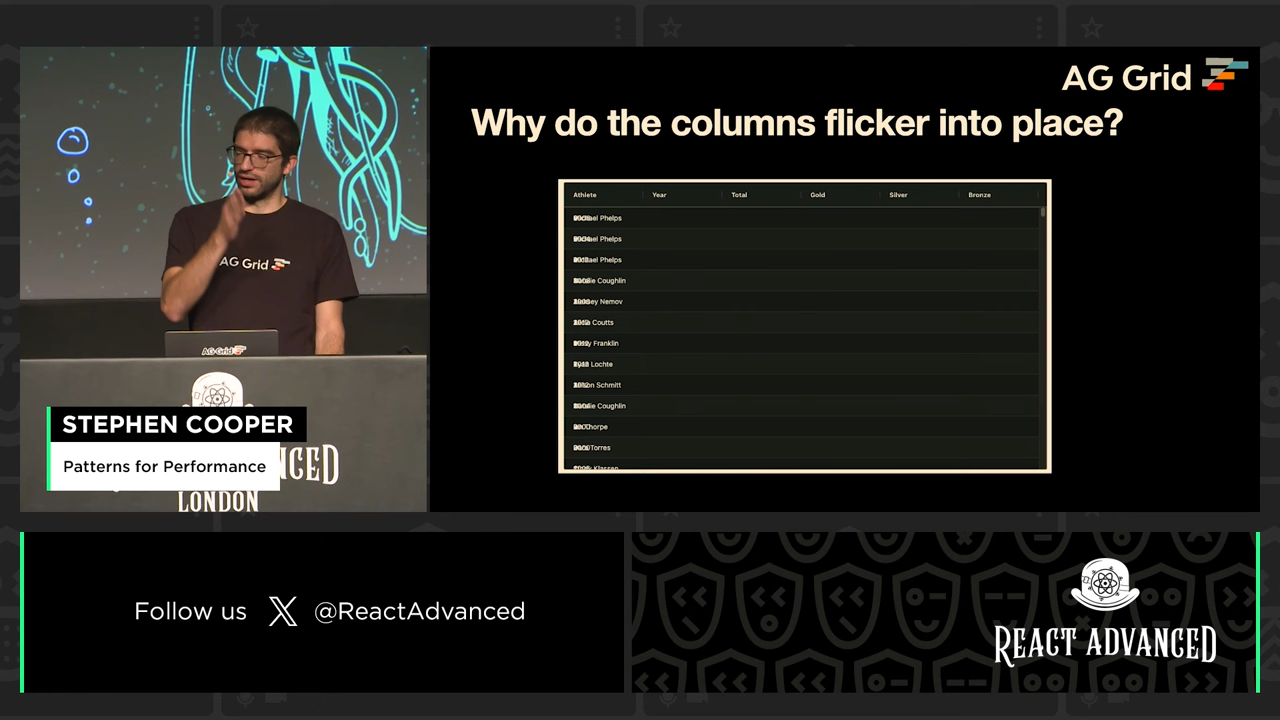 AG Grid
Why do the columns flicker into place?
Athlete Year Total Gold Silver Bronze
Phelps
Phelps
Phelps
Coughlin
Nemov
Coutts
Franklin
Lochte
Schmitt
Coughlin
Thorpe
Torres
Klassen
AG Grid
AG Grid
STEPHEN COOPER
Patterns for Performance
LONDON
Follow us X @ReactAdvanced
REACT ADVANCED